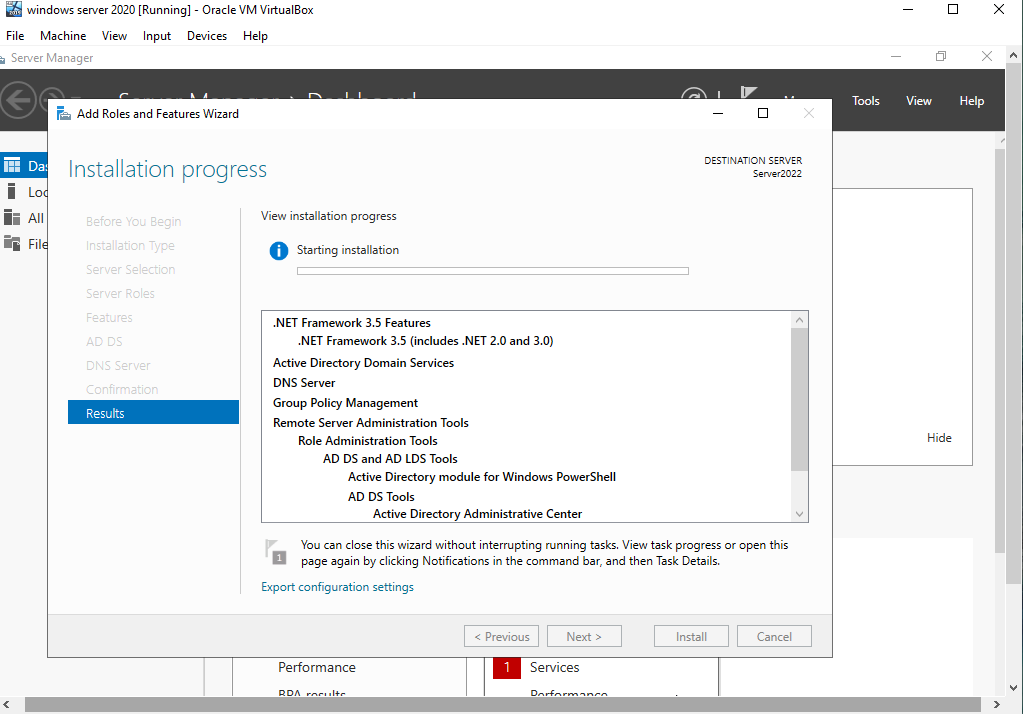 windows server 2020 [Running] - Oracle VM VirtualBox
File Machine View Input Devices Help
Server Manager
Server Manager Dashboard
Tools View Help
Add Roles and Features Wizard
Installation progress
DESTINATION SERVER
Server2022
Das
Loc
All
File
Before You Begin
Installation Type
Server Selection
Server Roles
Features
AD DS
DNS Server
Confirmation
Results
View installation progress
Starting installation
.NET Framework 3.5 Features
.NET Framework 3.5 (includes .NET 2.0 and 3.0)
Active Directory Domain Services
DNS Server
Group Policy Management
Remote Server Administration Tools
Role Administration Tools
AD DS and AD LDS Tools
Active Directory module for Windows PowerShell
AD DS Tools
Active Directory Administrative Center
Hide
1
You can close this wizard without interrupting running tasks. View task progress or open this
page again by clicking Notifications in the command bar, and then Task Details.
Export configuration settings
< Previous Next > Install Cancel
Performance
1 Services
BPA results
Performance